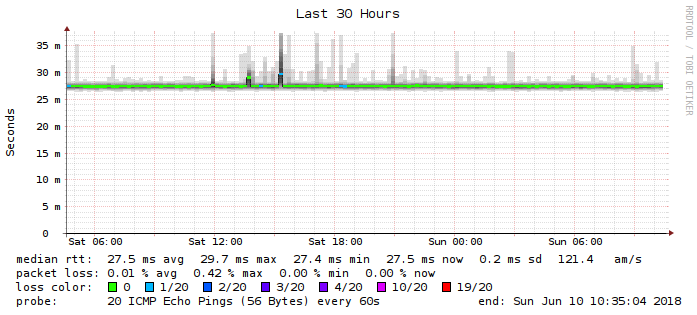 Last 30 Hours
RRDTOOL / TOBI OETIKER
Seconds
35 m
30 m
25 m
20 m
15 m
10 m
5 m
0
Sat 06:00 Sat 12:00 Sat 18:00 Sun 00:00 Sun 06:00
median rtt: 27.5 ms avg 29.7 ms max 27.4 ms min 27.5 ms now 0.2 ms sd 121.4 am/s
packet loss: 0.01 % avg 0.42 % max 0.00 % min 0.00 % now
loss color: 0 1/20 2/20 3/20 4/20 10/20 19/20
probe: 20 ICMP Echo Pings (56 Bytes) every 60s end: Sun Jun 10 10:35:04 2018